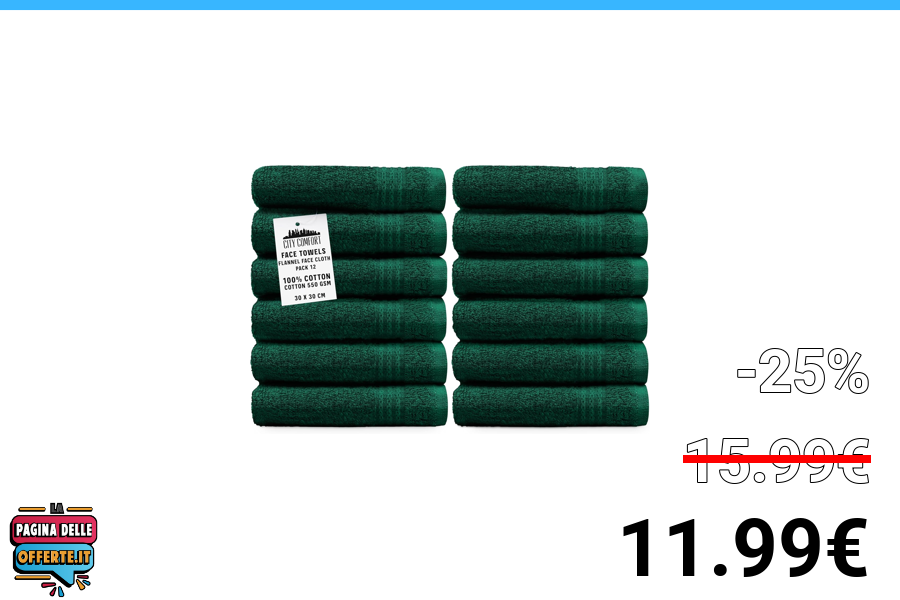 CITY COMFORT
FACE TOWELS
FLANNEL FACE CLOTH
PACK 12
100% COTTON
COTTON 550 GSM
30 X 30 CM
-25%
15.99€
11.99€
LA
PAGINA DELLE
OFFERTE.IT